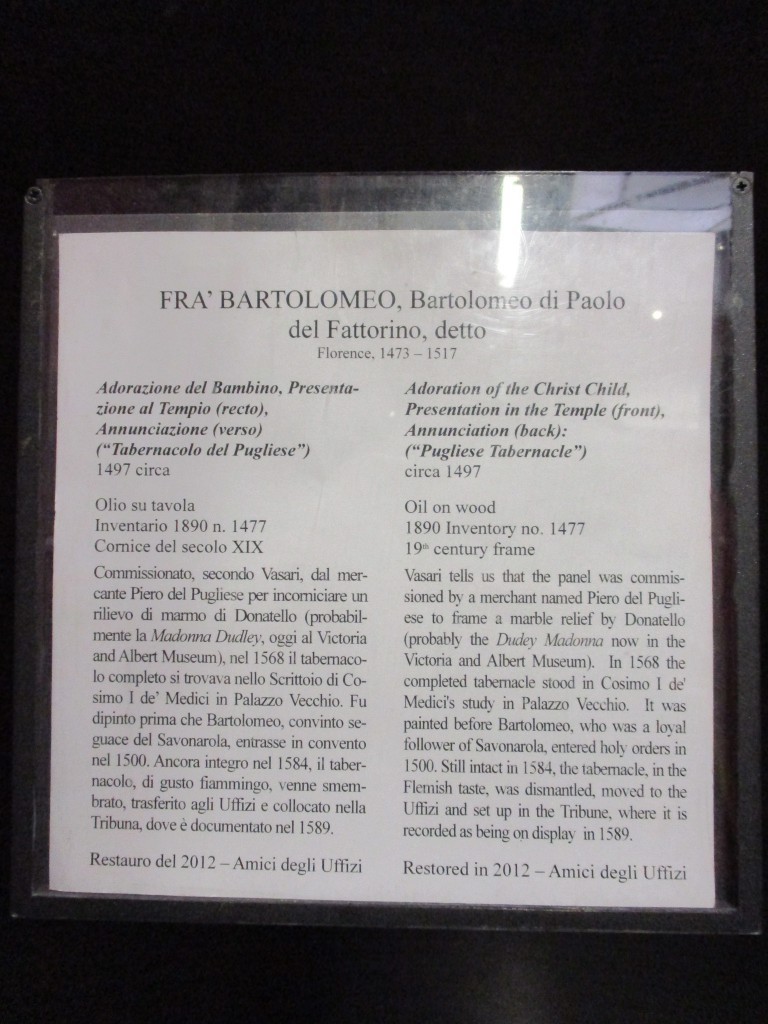 FRA’ BARTOLOMEO, Bartolomeo di Paolo
del Fattorino, detto
Florence, 1473 – 1517
Adorazione del Bambino, Presenta-
zione al Tempio (recto),
Annunciazione (verso)
(“Tabernacolo del Pugliese”)
1497 circa
Olio su tavola
Inventario 1890 n. 1477
Cornice del secolo XIX
Commissionato, secondo Vasari, dal mer-
cante Piero del Pugliese per incorniciare un
rilievo di marmo di Donatello (probabil-
mente la Madonna Dudley, oggi al Victoria
and Albert Museum), nel 1568 il tabernaco-
lo completo si trovava nello Scrittoio di Co-
simo I de’ Medici in Palazzo Vecchio. Fu
dipinto prima che Bartolomeo, convinto se-
guace del Savonarola, entrasse in convento
nel 1500. Ancora integro nel 1584, il taber-
nacolo, di gusto fiammingo, venne smem-
brato, trasferito agli Uffizi e collocato nella
Tribuna, dove è documentato nel 1589.
Restauro del 2012 – Amici degli Uffizi
Adoration of the Christ Child,
Presentation in the Temple (front),
Annunciation (back):
(“Pugliese Tabernacle”)
circa 1497
Oil on wood
1890 Inventory no. 1477
19th century frame
Vasari tells us that the panel was commis-
sioned by a merchant named Piero del Pugli-
ese to frame a marble relief by Donatello
(probably the Dudey Madonna now in the
Victoria and Albert Museum). In 1568 the
completed tabernacle stood in Cosimo I de'
Medici's study in Palazzo Vecchio. It was
painted before Bartolomeo, who was a loyal
follower of Savonarola, entered holy orders in
1500. Still intact in 1584, the tabernacle, in the
Flemish taste, was dismantled, moved to the
Uffizi and set up in the Tribune, where it is
recorded as being on display in 1589.
Restored in 2012 – Amici degli Uffizi